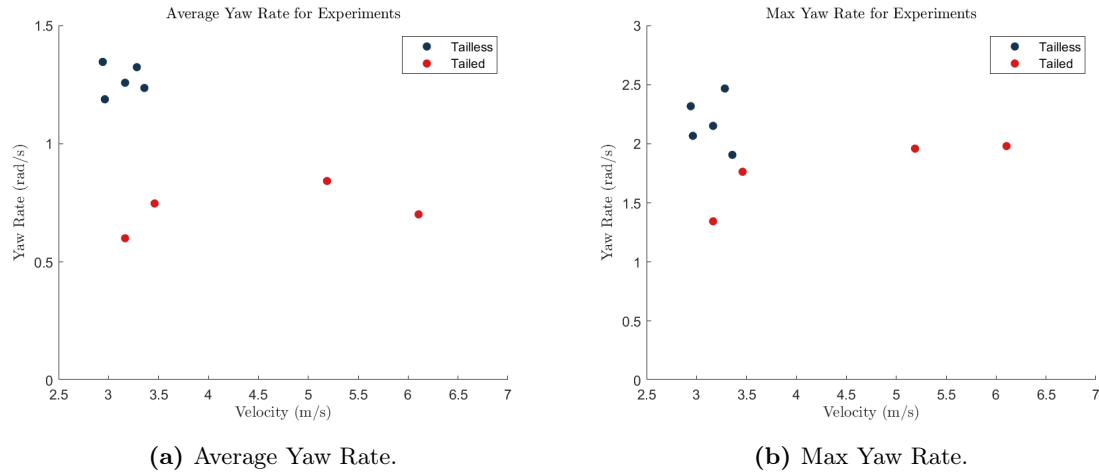 Average Yaw Rate for Experiments
1.5
1
0.5
0
Yaw Rate (rad/s)
Tailless
Tailed
2.5 3 3.5 4 4.5 5 5.5 6 6.5 7
Velocity (m/s)
(a) Average Yaw Rate.
Max Yaw Rate for Experiments
3
2.5
2
1.5
1
0.5
0
Yaw Rate (rad/s)
Tailless
Tailed
2.5 3 3.5 4 4.5 5 5.5 6 6.5 7
Velocity (m/s)
(b) Max Yaw Rate.